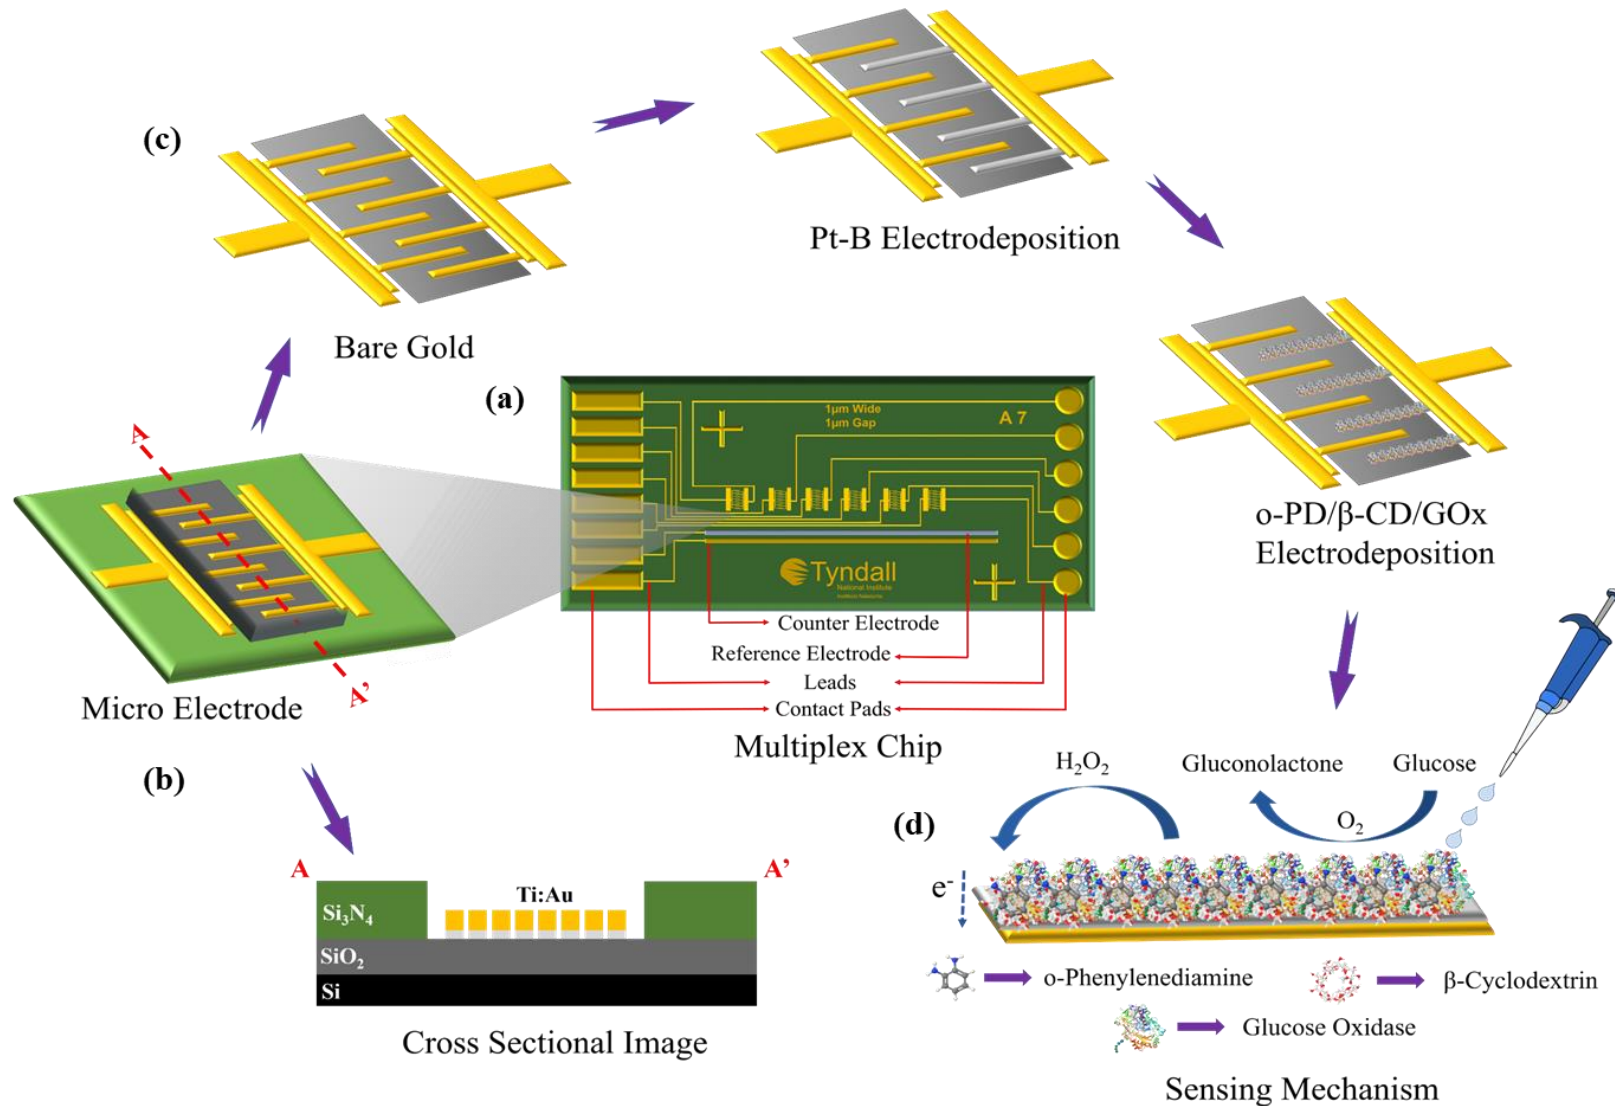 (c)
Bare Gold
Pt-B Electrodeposition
o-PD/β-CD/GOx
Electrodeposition
(a)
1µm Wide
1µm Gap
A 7
Tyndall
National Institute
Counter Electrode
Reference Electrode
Leads
Contact Pads
Multiplex Chip
A
A'
Micro Electrode
(b)
A
A'
Ti:Au
Si₃N₄
SiO₂
Si
Cross Sectional Image
(d)
H₂O₂
Gluconolactone
Glucose
O₂
e⁻
o-Phenylenediamine
β-Cyclodextrin
Glucose Oxidase
Sensing Mechanism